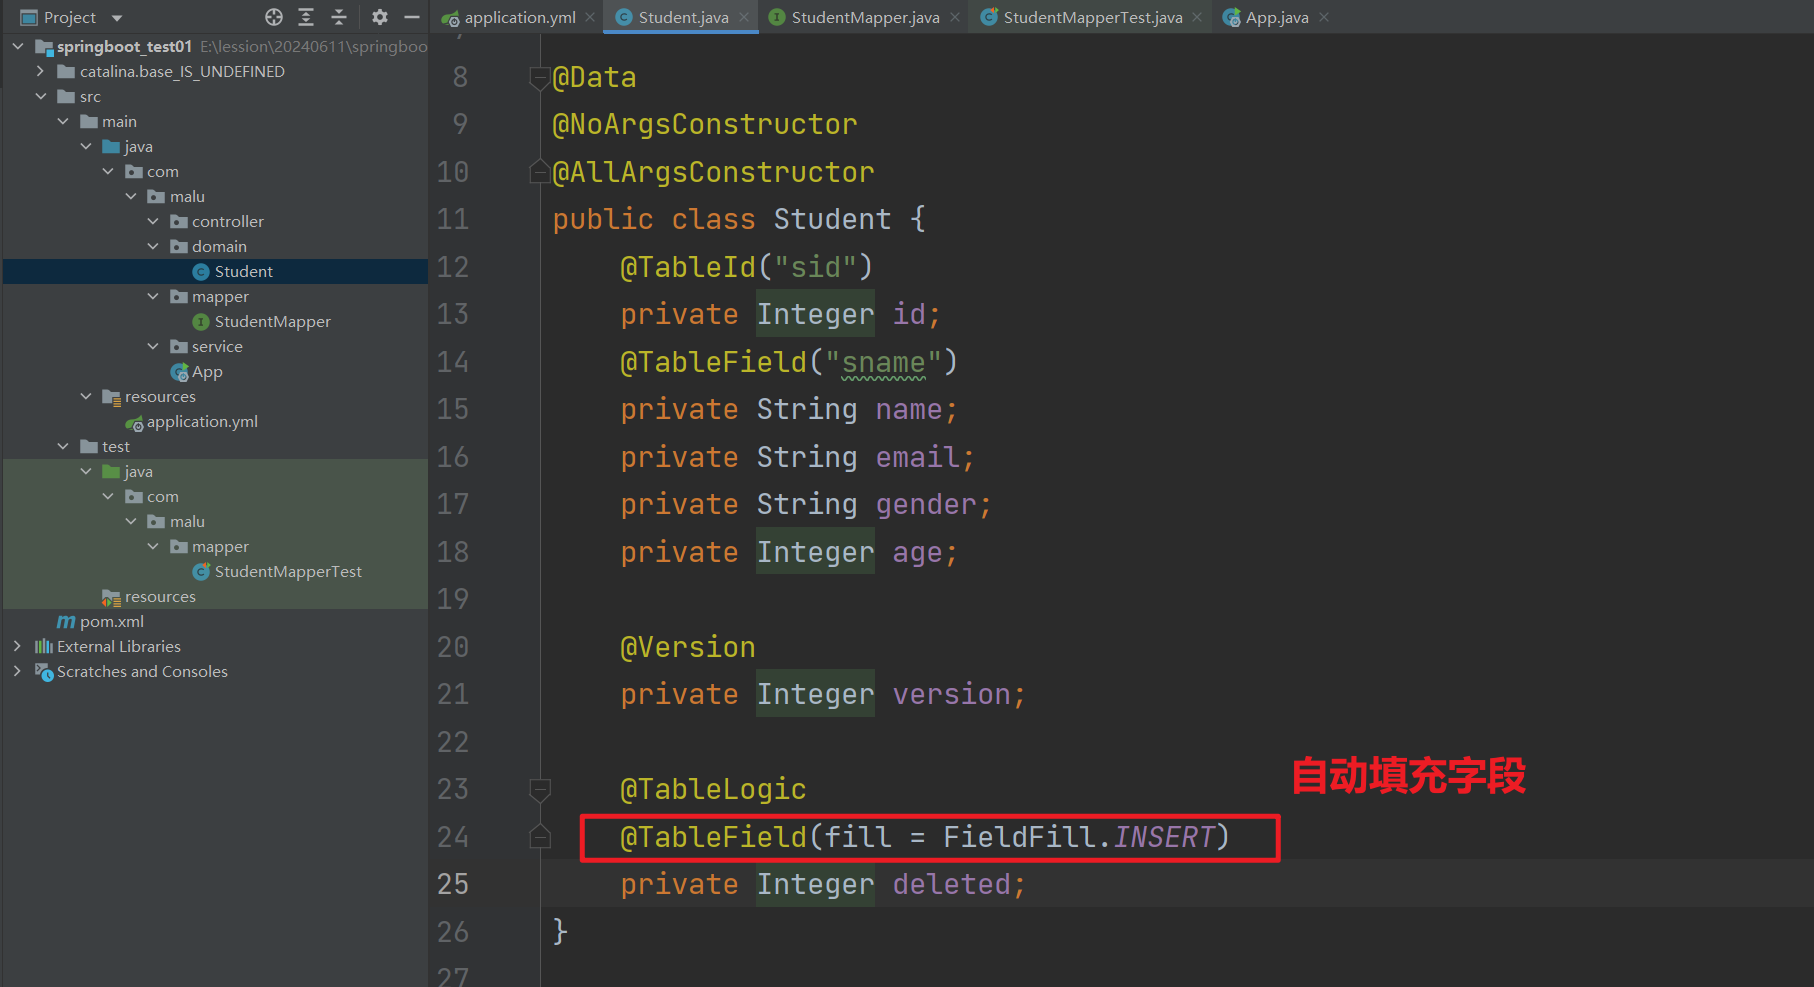 Project
springboot_test01 E:\lession\20240611\springboo
catalina.base_IS_UNDEFINED
src
main
java
com
malu
controller
domain
Student
mapper
StudentMapper
service
App
resources
application.yml
test
java
com
malu
mapper
StudentMapperTest
resources
pom.xml
External Libraries
Scratches and Consoles
application.yml Student.java StudentMapper.java StudentMapperTest.java App.java
8 @Data
9 @NoArgsConstructor
10 @AllArgsConstructor
11 public class Student {
12 @TableId("sid")
13 private Integer id;
14 @TableField("sname")
15 private String name;
16 private String email;
17 private String gender;
18 private Integer age;
19
20 @Version
21 private Integer version;
22
23 @TableLogic
自动填充字段
24 @TableField(fill = FieldFill.INSERT)
25 private Integer deleted;
26 }
27